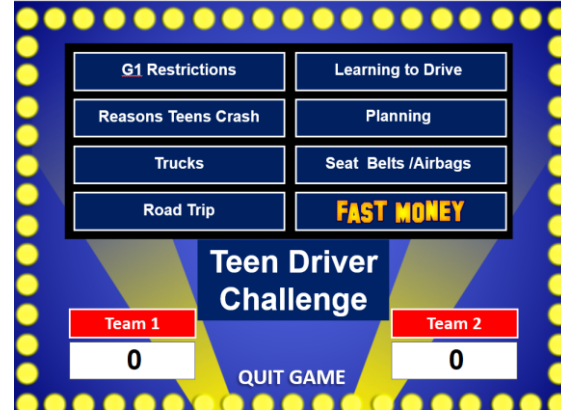 G1 Restrictions
Learning to Drive
Reasons Teens Crash
Planning
Trucks
Seat Belts /Airbags
Road Trip
FAST MONEY
Teen Driver
Challenge
Team 1
Team 2
0
0
QUIT GAME